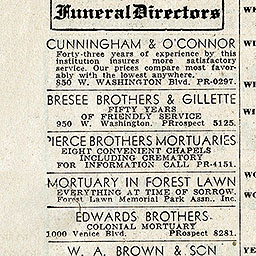 Funeral Directors
CUNNINGHAM & O'CONNOR
Forty-three years of experience by this
institution insures more satisfactory
service. Our prices compare most favor-
ably with the lowest anywhere.
850 W. WASHINGTON Blvd. PR-0297.
BRESEE BROTHERS & GILLETTE
FIFTY YEARS
OF FRIENDLY SERVICE
950 W. Washington. PRrospect 5125.
PIERCE BROTHERS MORTUARIES
EIGHT CONVENIENT CHAPELS
INCLUDING CREMATORY
FOR INFORMATION CALL PR-4151.
MORTUARY IN FOREST LAWN
EVERYTHING AT TIME OF SORROW.
Forest Lawn Memorial Park Assn., Inc.
EDWARDS BROTHERS
COLONIAL MORTUARY
1000 Venice Blvd. PRospect 8281.
W. A. BROWN & SON